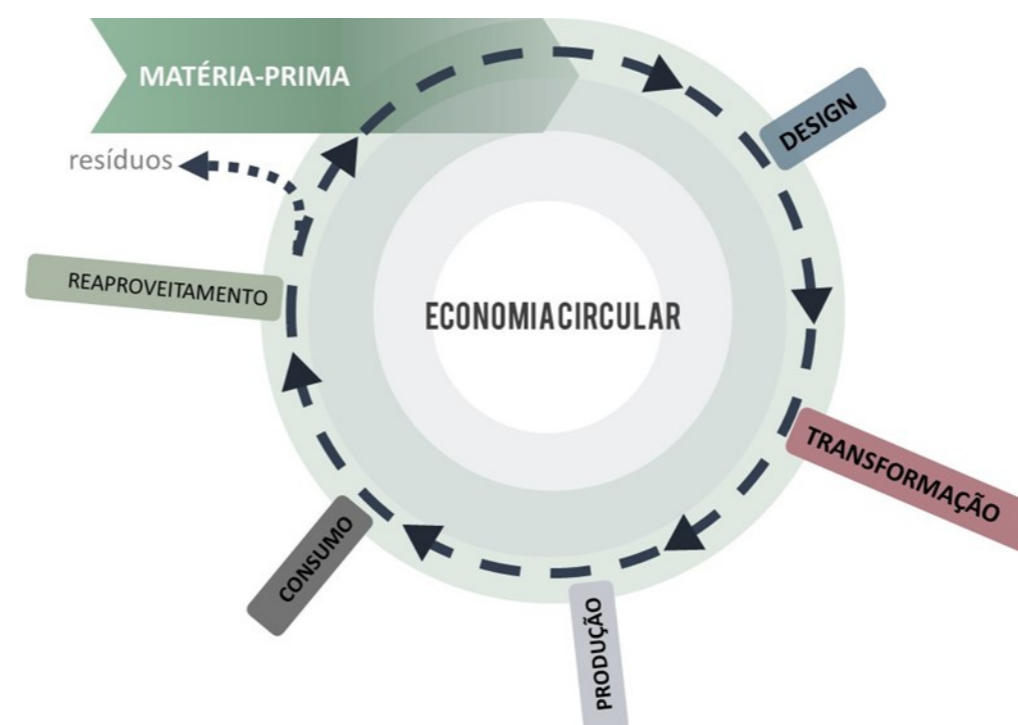 MATÉRIA-PRIMA
resíduos
DESIGN
REAPROVEITAMENTO
ECONOMIACIRCULAR
TRANSFORMAÇÃO
CONSUMO
PRODUÇÃO